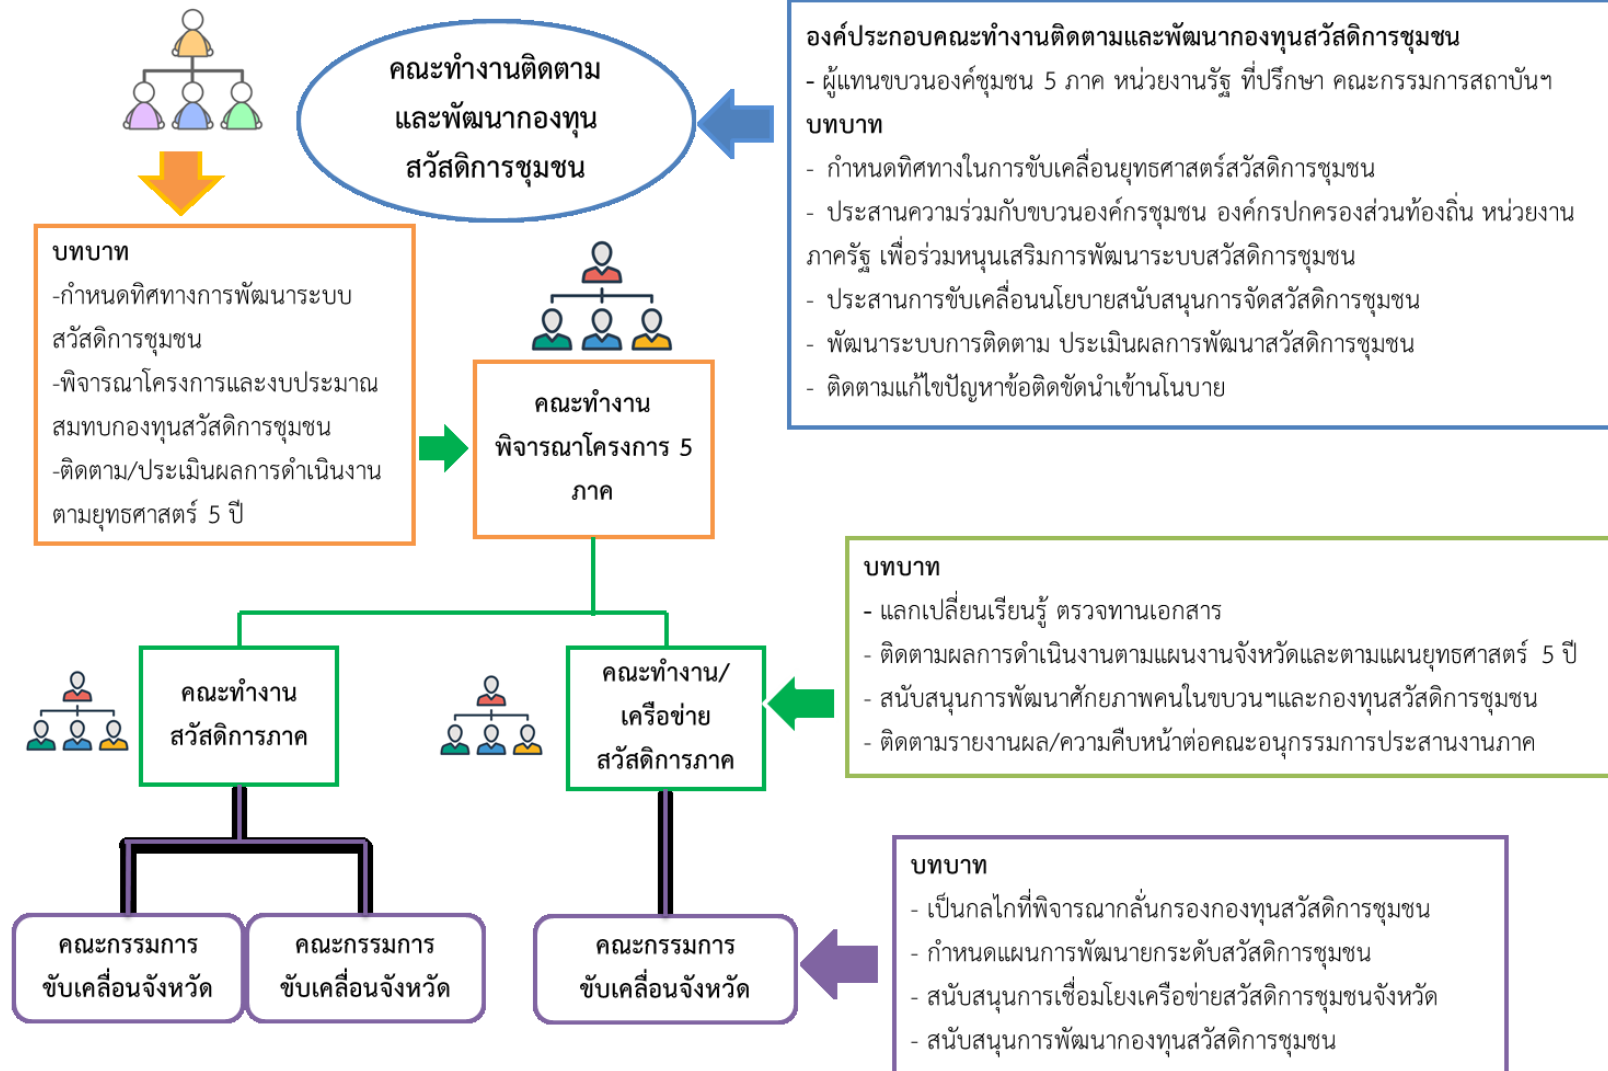 คณะทำงานติดตาม
และพัฒนากองทุน
สวัสดิการชุมชน
องค์ประกอบคณะทำงานติดตามและพัฒนากองทุนสวัสดิการชุมชน
- ผู้แทนขบวนองค์ชุมชน 5 ภาค หน่วยงานรัฐ ที่ปรึกษา คณะกรรมการสถาบันฯ
บทบาท
- กำหนดทิศทางในการขับเคลื่อนยุทธศาสตร์สวัสดิการชุมชน
- ประสานความร่วมกับขบวนองค์กรชุมชน องค์กรปกครองส่วนท้องถิ่น หน่วยงาน
ภาครัฐ เพื่อร่วมหนุนเสริมการพัฒนาระบบสวัสดิการชุมชน
- ประสานการขับเคลื่อนนโยบายสนับสนุนการจัดสวัสดิการชุมชน
- พัฒนาระบบการติดตาม ประเมินผลการพัฒนาสวัสดิการชุมชน
- ติดตามแก้ไขปัญหาข้อติดขัดนำเข้านโนบาย
บทบาท
-กำหนดทิศทางการพัฒนาระบบ
สวัสดิการชุมชน
-พิจารณาโครงการและงบประมาณ
สมทบกองทุนสวัสดิการชุมชน
-ติดตาม/ประเมินผลการดำเนินงาน
ตามยุทธศาสตร์ 5 ปี
คณะทำงาน
พิจารณาโครงการ 5
ภาค
บทบาท
- แลกเปลี่ยนเรียนรู้ ตรวจทานเอกสาร
- ติดตามผลการดำเนินงานตามแผนงานจังหวัดและตามแผนยุทธศาสตร์ 5 ปี
- สนับสนุนการพัฒนาศักยภาพคนในขบวนฯและกองทุนสวัสดิการชุมชน
- ติดตามรายงานผล/ความคืบหน้าต่อคณะอนุกรรมการประสานงานภาค
คณะทำงาน
สวัสดิการภาค
คณะทำงาน/
เครือข่าย
สวัสดิการภาค
บทบาท
- เป็นกลไกที่พิจารณากลั่นกรองกองทุนสวัสดิการชุมชน
- กำหนดแผนการพัฒนายกระดับสวัสดิการชุมชน
- สนับสนุนการเชื่อมโยงเครือข่ายสวัสดิการชุมชนจังหวัด
- สนับสนุนการพัฒนากองทุนสวัสดิการชุมชน
คณะกรรมการ
ขับเคลื่อนจังหวัด
คณะกรรมการ
ขับเคลื่อนจังหวัด
คณะกรรมการ
ขับเคลื่อนจังหวัด